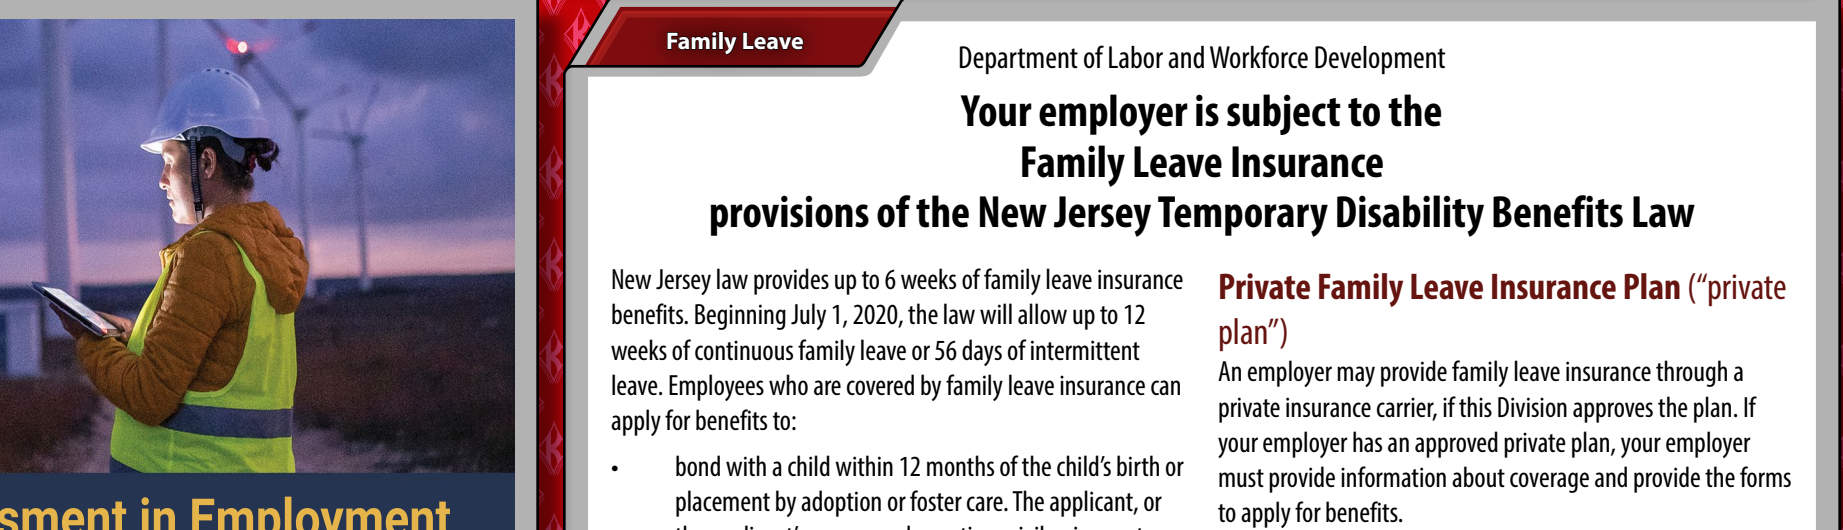 sment in Employment
Family Leave
Department of Labor and Workforce Development
Your employer is subject to the
Family Leave Insurance
provisions of the New Jersey Temporary Disability Benefits Law
New Jersey law provides up to 6 weeks of family leave insurance
benefits. Beginning July 1, 2020, the law will allow up to 12
weeks of continuous family leave or 56 days of intermittent
leave. Employees who are covered by family leave insurance can
apply for benefits to:
• bond with a child within 12 months of the child’s birth or
placement by adoption or foster care. The applicant, or
Private Family Leave Insurance Plan (“private
plan”)
An employer may provide family leave insurance through a
private insurance carrier, if this Division approves the plan. If
your employer has an approved private plan, your employer
must provide information about coverage and provide the forms
to apply for benefits.